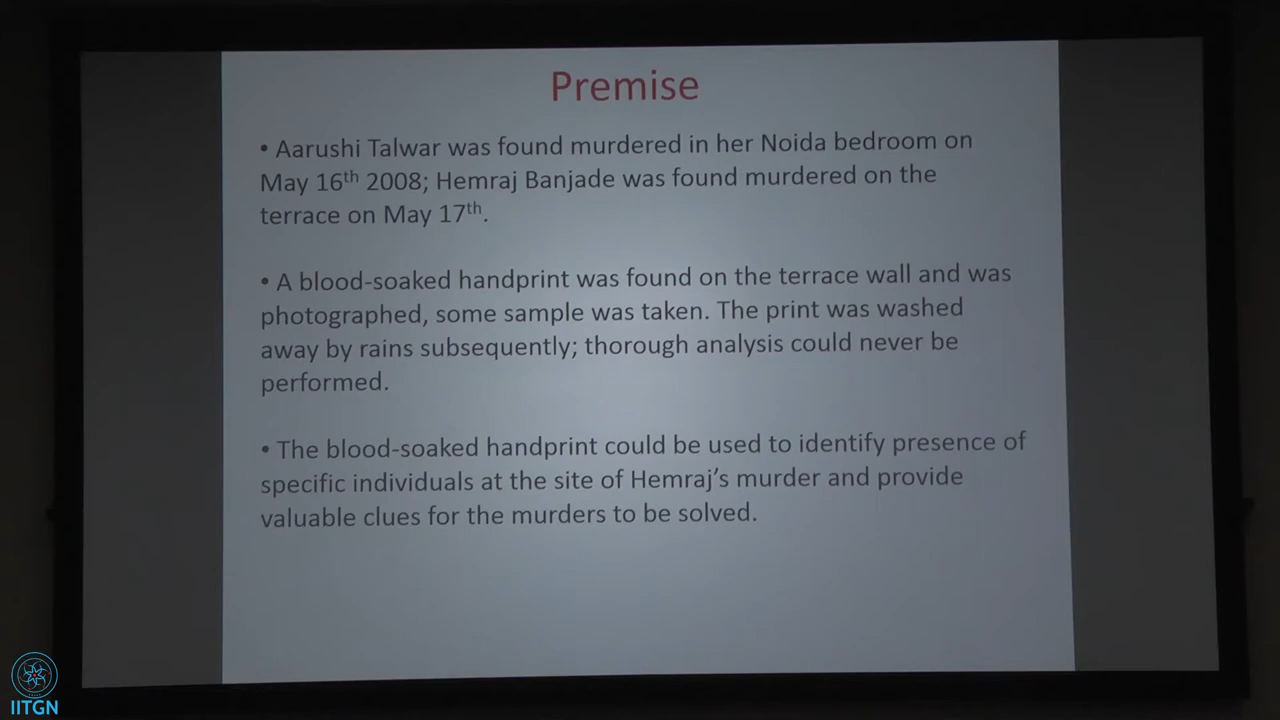 Premise
• Aarushi Talwar was found murdered in her Noida bedroom on
May 16th 2008; Hemraj Banjade was found murdered on the
terrace on May 17th.
• A blood-soaked handprint was found on the terrace wall and was
photographed, some sample was taken. The print was washed
away by rains subsequently; thorough analysis could never be
performed.
• The blood-soaked handprint could be used to identify presence of
specific individuals at the site of Hemraj's murder and provide
valuable clues for the murders to be solved.
IITGN